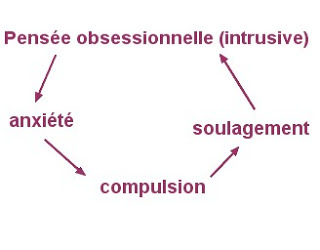 Pensée obsessionnelle (intrusive)
anxiété
soulagement
compulsion